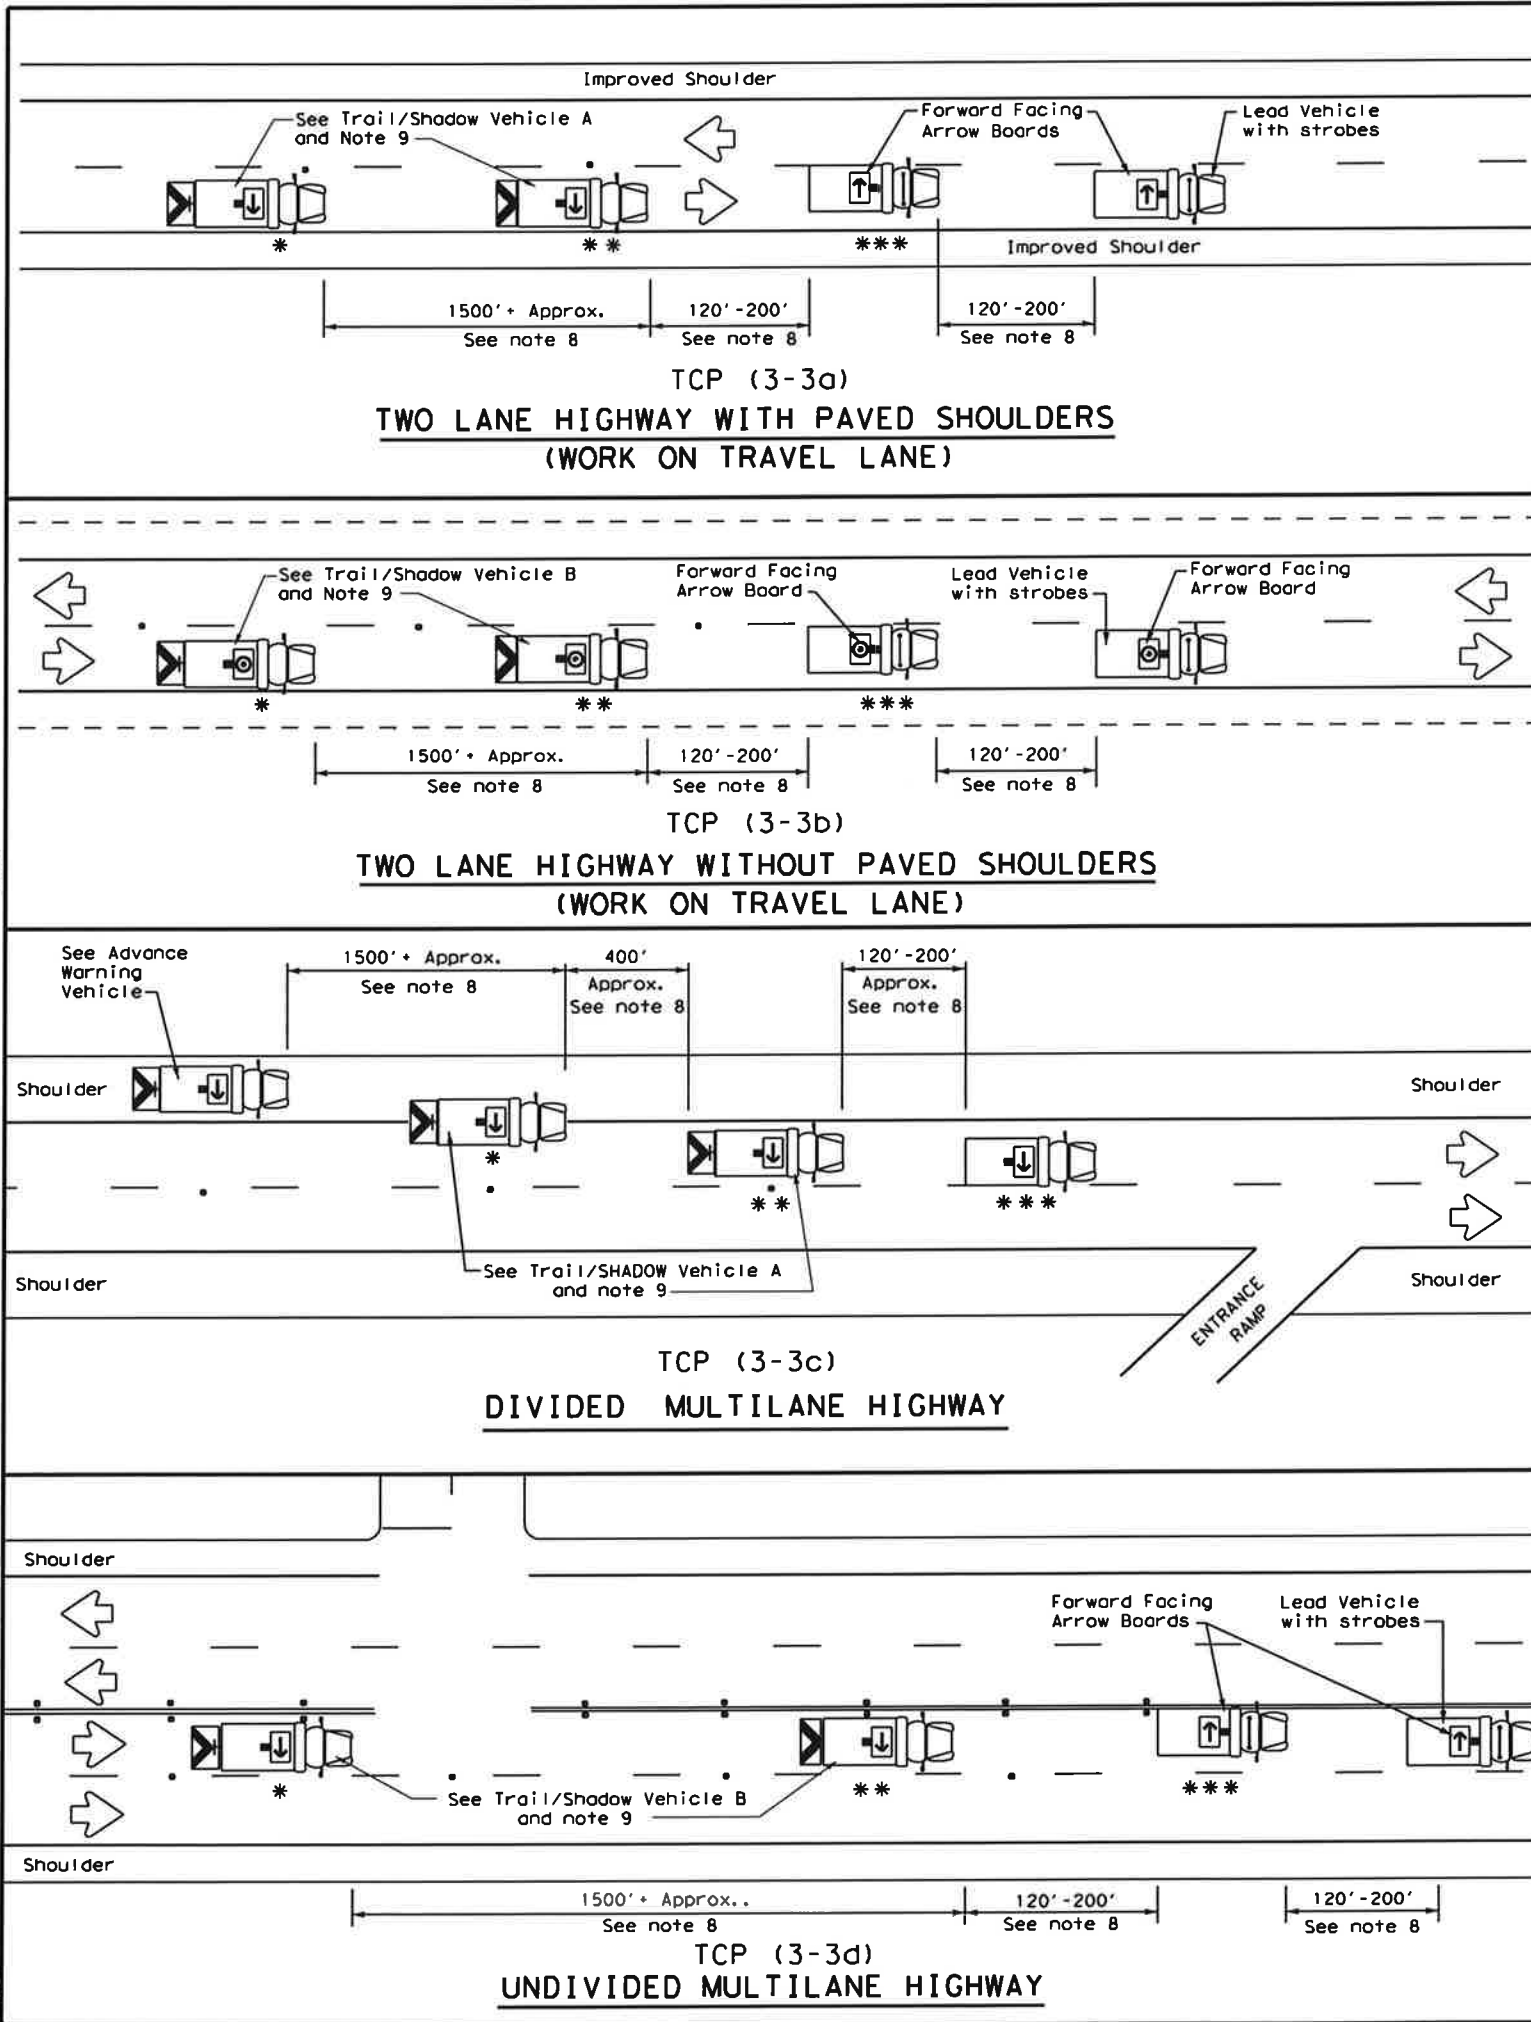 Improved Shoulder
See Trail/Shadow Vehicle A
and Note 9
Forward Facing
Arrow Boards
Lead Vehicle
with strobes
*
**
***
Improved Shoulder
1500'+ Approx.
See note 8
120'-200'
See note 8
120'-200'
See note 8
TCP (3-3a)
TWO LANE HIGHWAY WITH PAVED SHOULDERS
(WORK ON TRAVEL LANE)
See Trail/Shadow Vehicle B
and Note 9
Forward Facing
Arrow Board
Lead Vehicle
with strobes
Forward Facing
Arrow Board
*
**
***
1500'+ Approx.
See note 8
120'-200'
See note 8
120'-200'
See note 8
TCP (3-3b)
TWO LANE HIGHWAY WITHOUT PAVED SHOULDERS
(WORK ON TRAVEL LANE)
See Advance
Warning
Vehicle
1500'+ Approx.
See note 8
400'
Approx.
See note 8
120'-200'
Approx.
See note 8
Shoulder
Shoulder
*
**
***
See Trail/SHADOW Vehicle A
and note 9
Shoulder
Shoulder
ENTRANCE
RAMP
TCP (3-3c)
DIVIDED MULTILANE HIGHWAY
Shoulder
Forward Facing
Arrow Boards
Lead Vehicle
with strobes
*
**
***
See Trail/Shadow Vehicle B
and note 9
Shoulder
1500'+ Approx..
See note 8
120'-200'
See note 8
120'-200'
See note 8
TCP (3-3d)
UNDIVIDED MULTILANE HIGHWAY